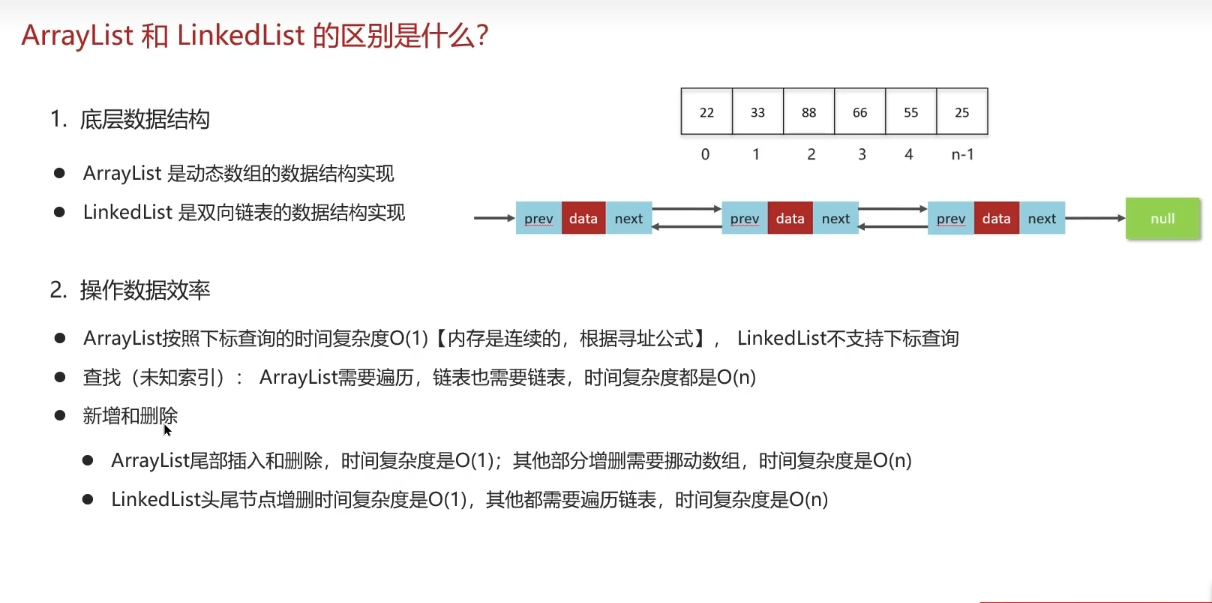 ArrayList 和 LinkedList 的区别是什么？
1. 底层数据结构
● ArrayList 是动态数组的数据结构实现
● LinkedList 是双向链表的数据结构实现
22 33 88 66 55 25
0 1 2 3 4 n-1
prev data next prev data next prev data next null
2. 操作数据效率
● ArrayList按照下标查询的时间复杂度O(1)【内存是连续的，根据寻址公式】， LinkedList不支持下标查询
● 查找（未知索引）： ArrayList需要遍历，链表也需要链表，时间复杂度都是O(n)
● 新增和删除
● ArrayList尾部插入和删除，时间复杂度是O(1)；其他部分增删需要挪动数组，时间复杂度是O(n)
● LinkedList头尾节点增删时间复杂度是O(1)，其他都需要遍历链表，时间复杂度是O(n)